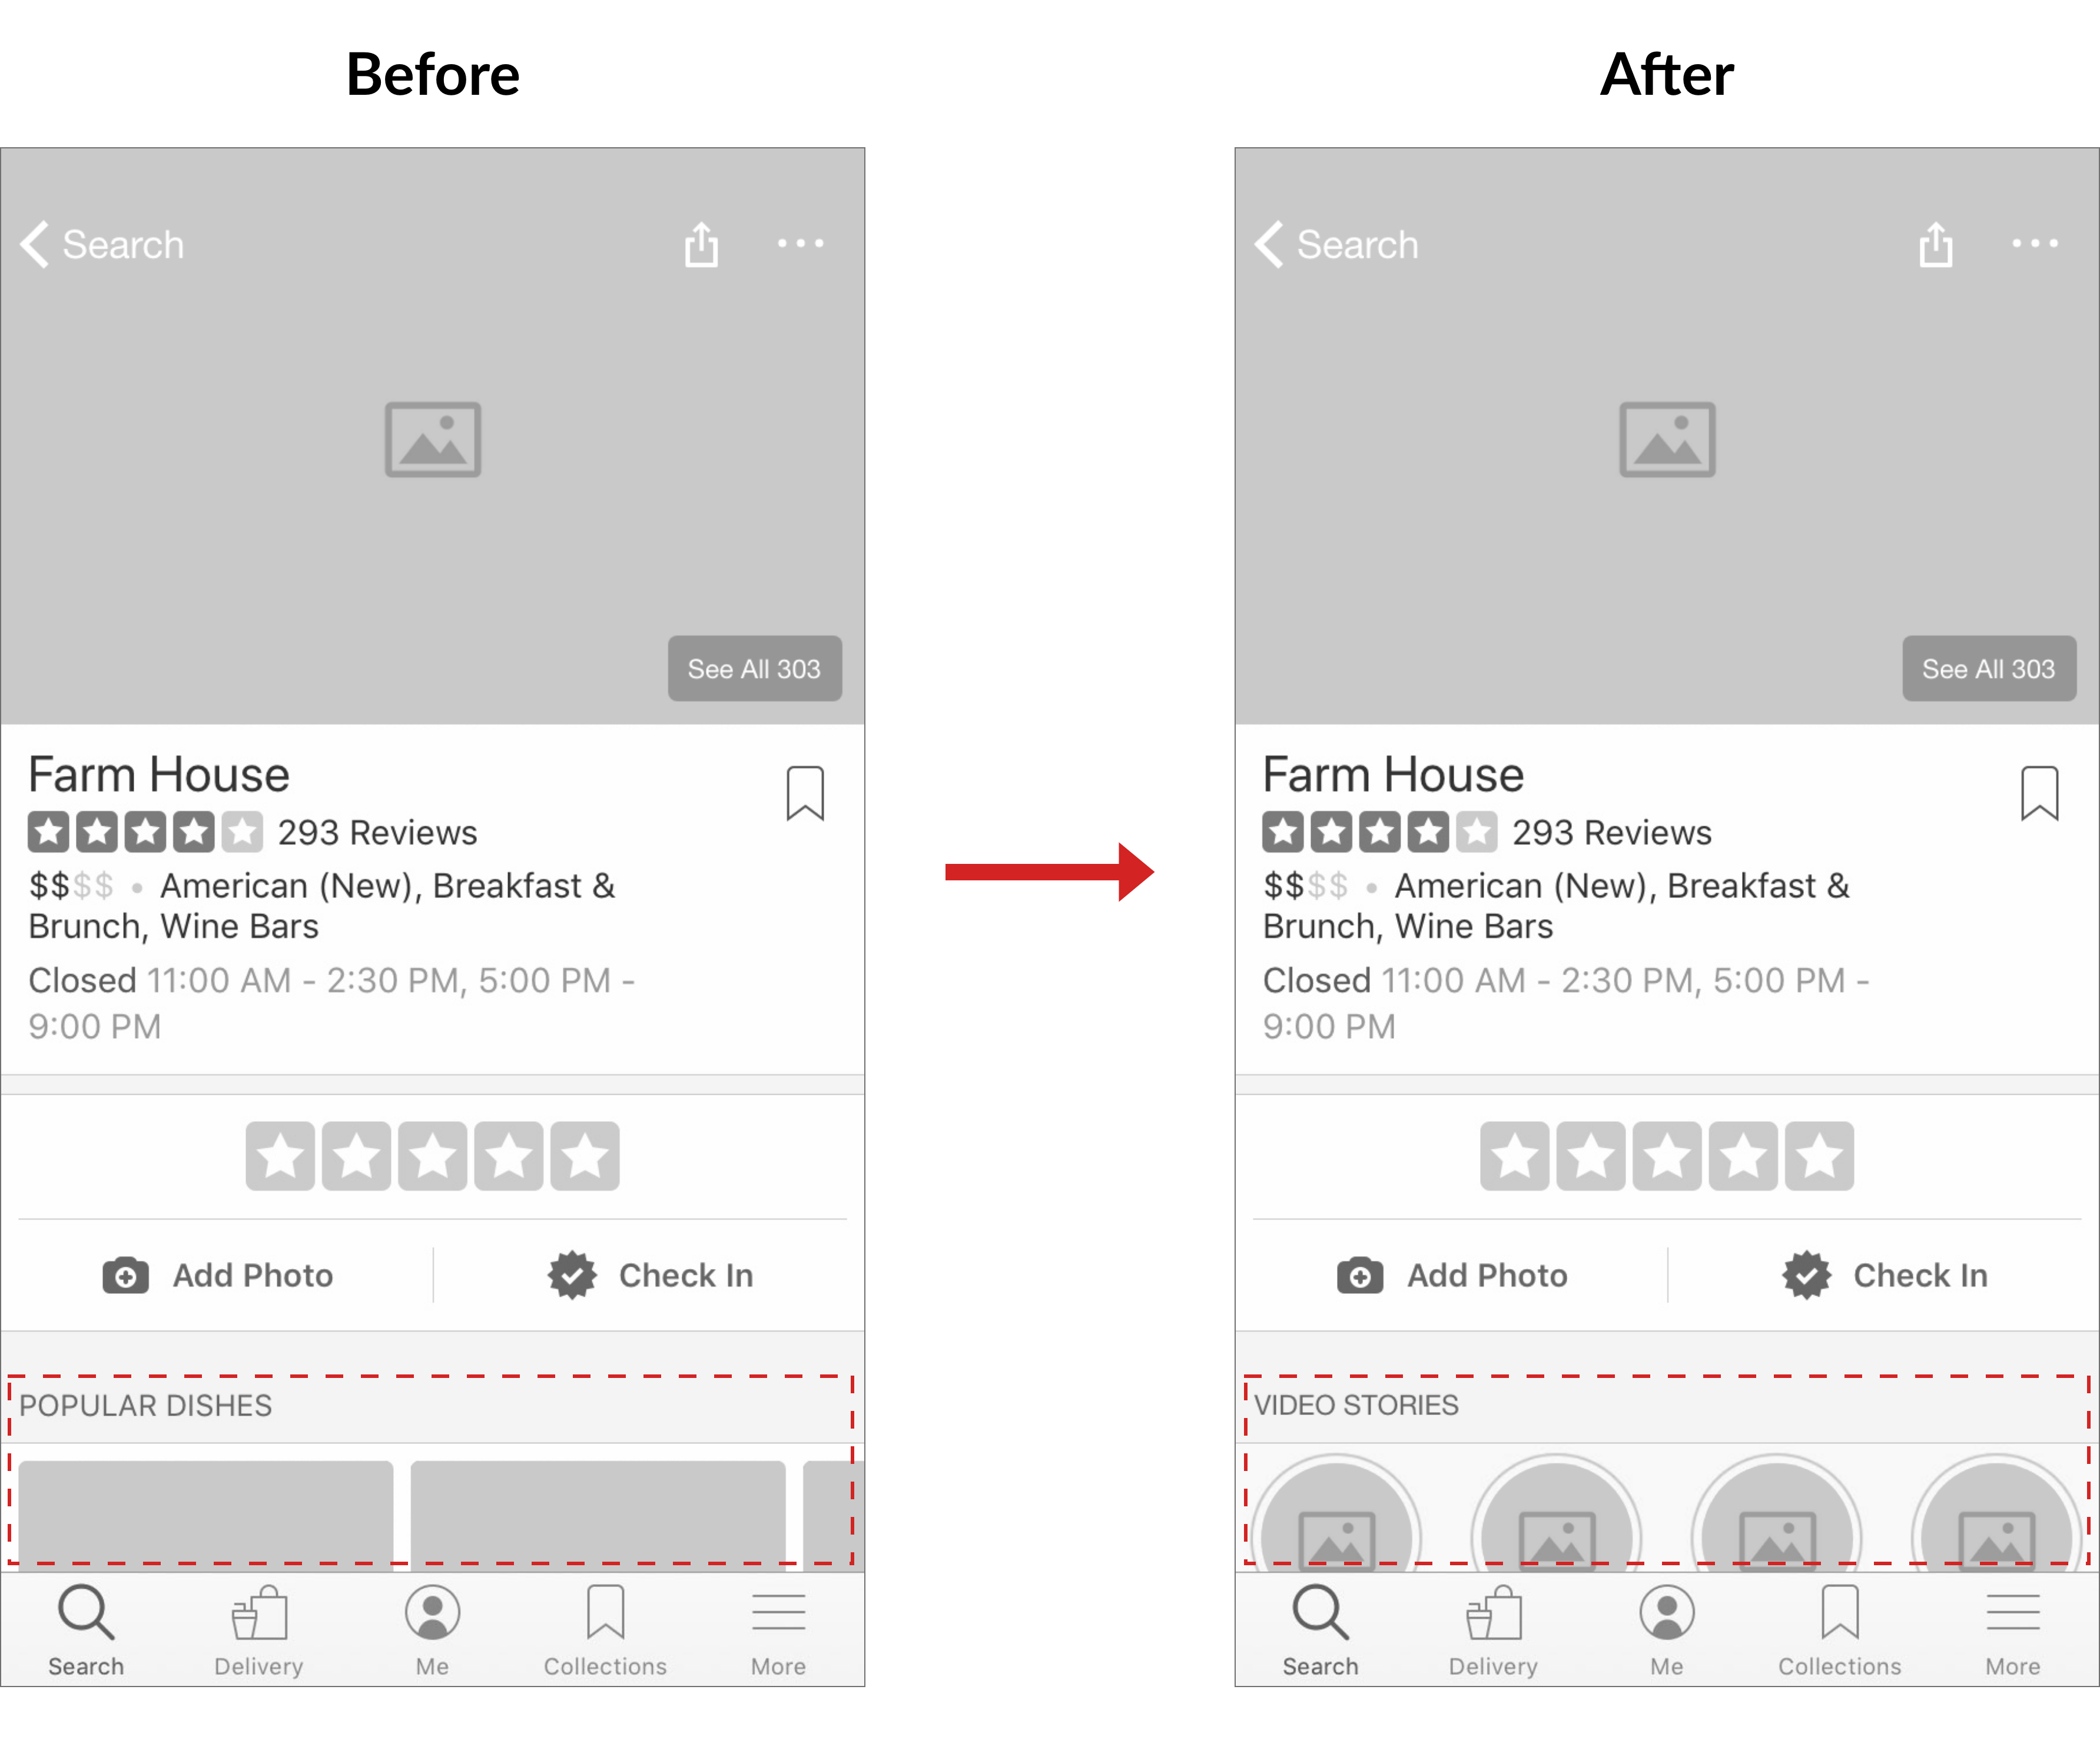 Before
Search
See All 303
Farm House
293 Reviews
$$$$ • American (New), Breakfast &
Brunch, Wine Bars
Closed 11:00 AM - 2:30 PM, 5:00 PM -
9:00 PM
Add Photo
Check In
POPULAR DISHES
Search
Delivery
Me
Collections
More
After
Search
See All 303
Farm House
293 Reviews
$$$$ • American (New), Breakfast &
Brunch, Wine Bars
Closed 11:00 AM - 2:30 PM, 5:00 PM -
9:00 PM
Add Photo
Check In
VIDEO STORIES
Search
Delivery
Me
Collections
More